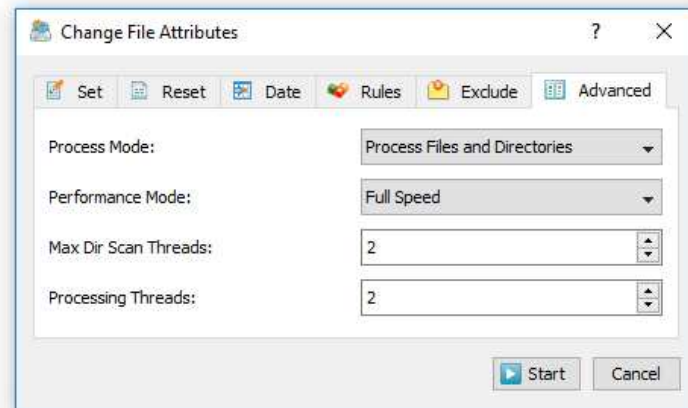 Change File Attributes ?
Set Reset Date Rules Exclude Advanced
Process Mode: Process Files and Directories
Performance Mode: Full Speed
Max Dir Scan Threads: 2
Processing Threads: 2
Start Cancel